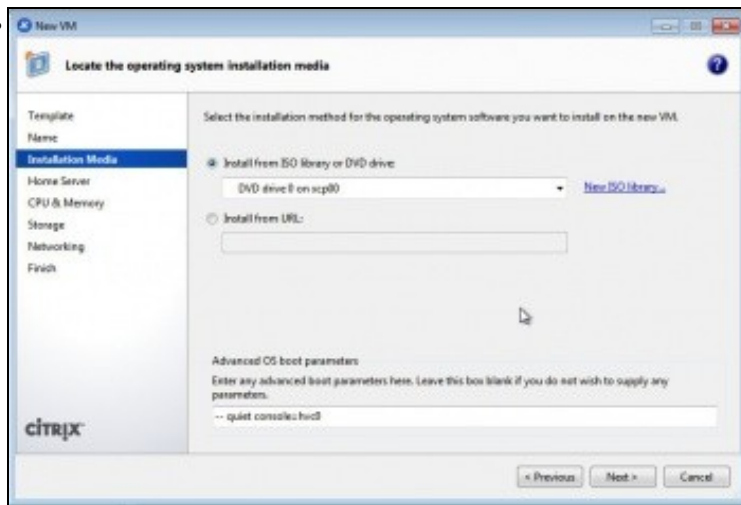 New VM
Locate the operating system installation media
Template
Name
Installation Media
Home Server
CPU & Memory
Storage
Networking
Finish
CITRIX
Select the installation method for the operating system software you want to install on the new VM.
Install from ISO library or DVD drive:
DVD drive 0 on scp00
New ISO library...
Install from URL:
Advanced OS boot parameters
Enter any advanced boot parameters here. Leave this box blank if you do not wish to supply any
parameters.
-- quiet console=hvc0
< Previous
Next >
Cancel